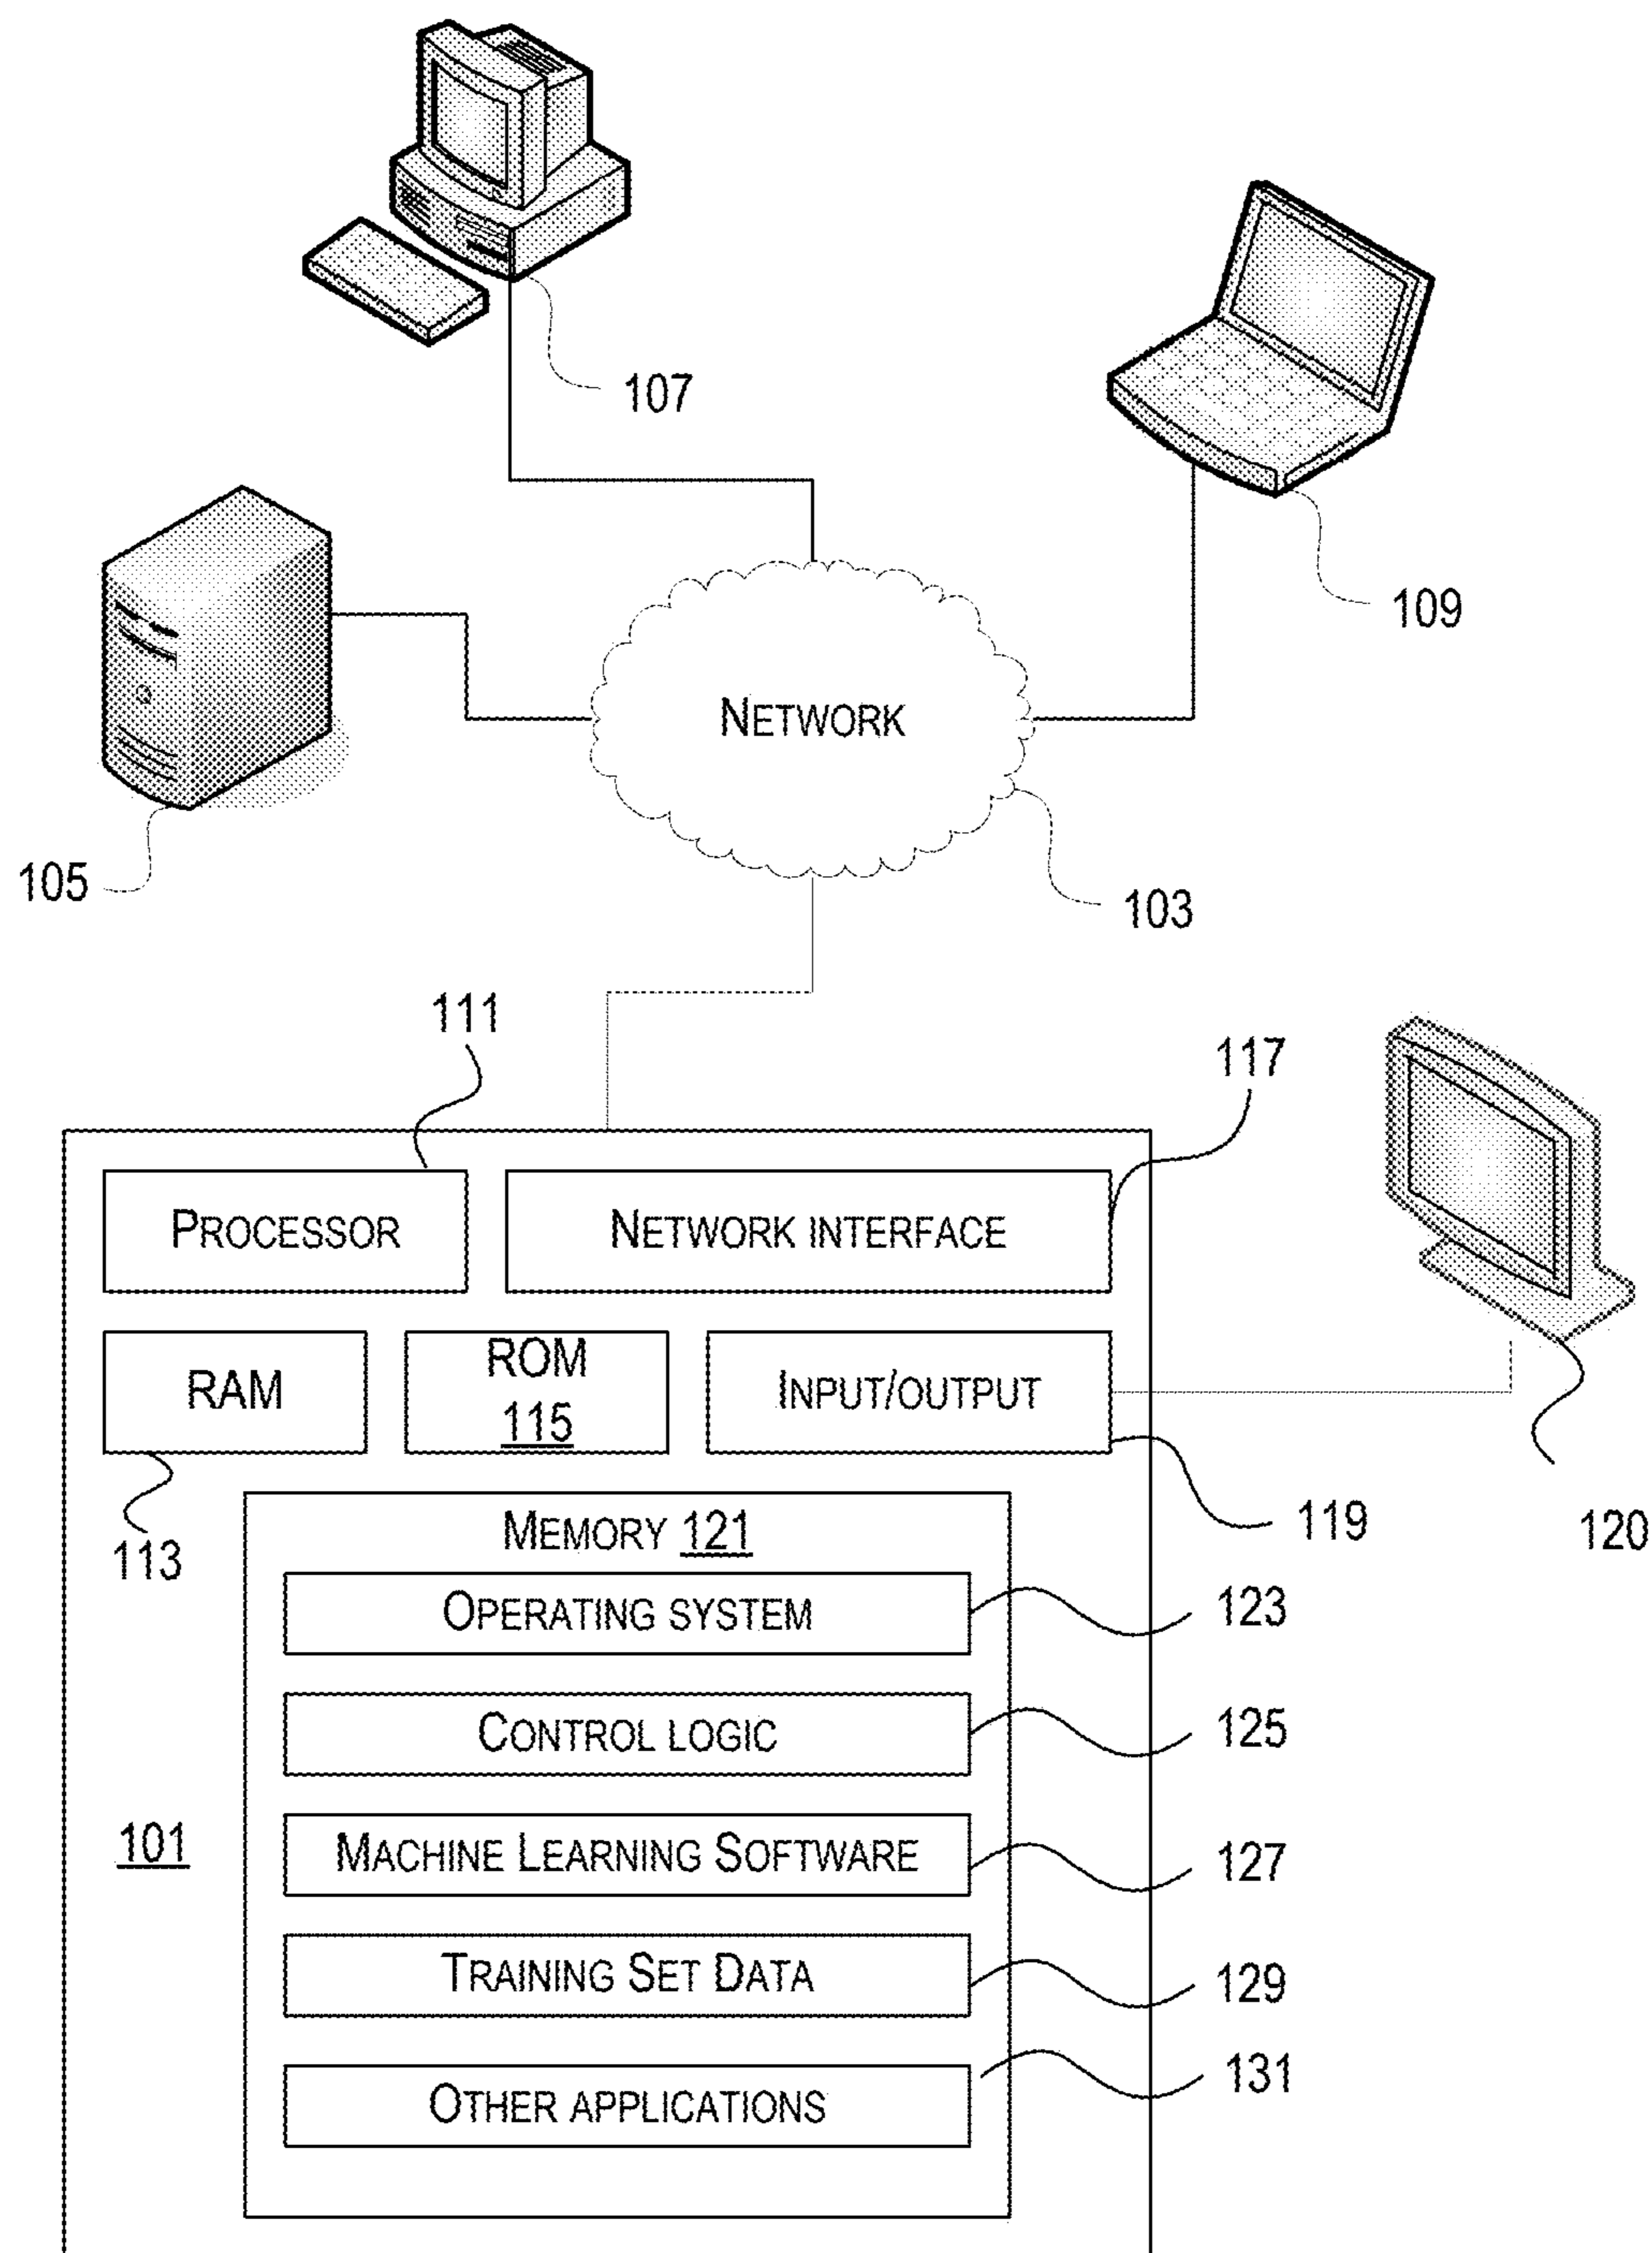 107
109
NETWORK
105
103
111
117
PROCESSOR
NETWORK INTERFACE
RAM
ROM
115
INPUT/OUTPUT
113
119
120
MEMORY 121
OPERATING SYSTEM
123
CONTROL LOGIC
125
101
MACHINE LEARNING SOFTWARE
127
TRAINING SET DATA
129
OTHER APPLICATIONS
131